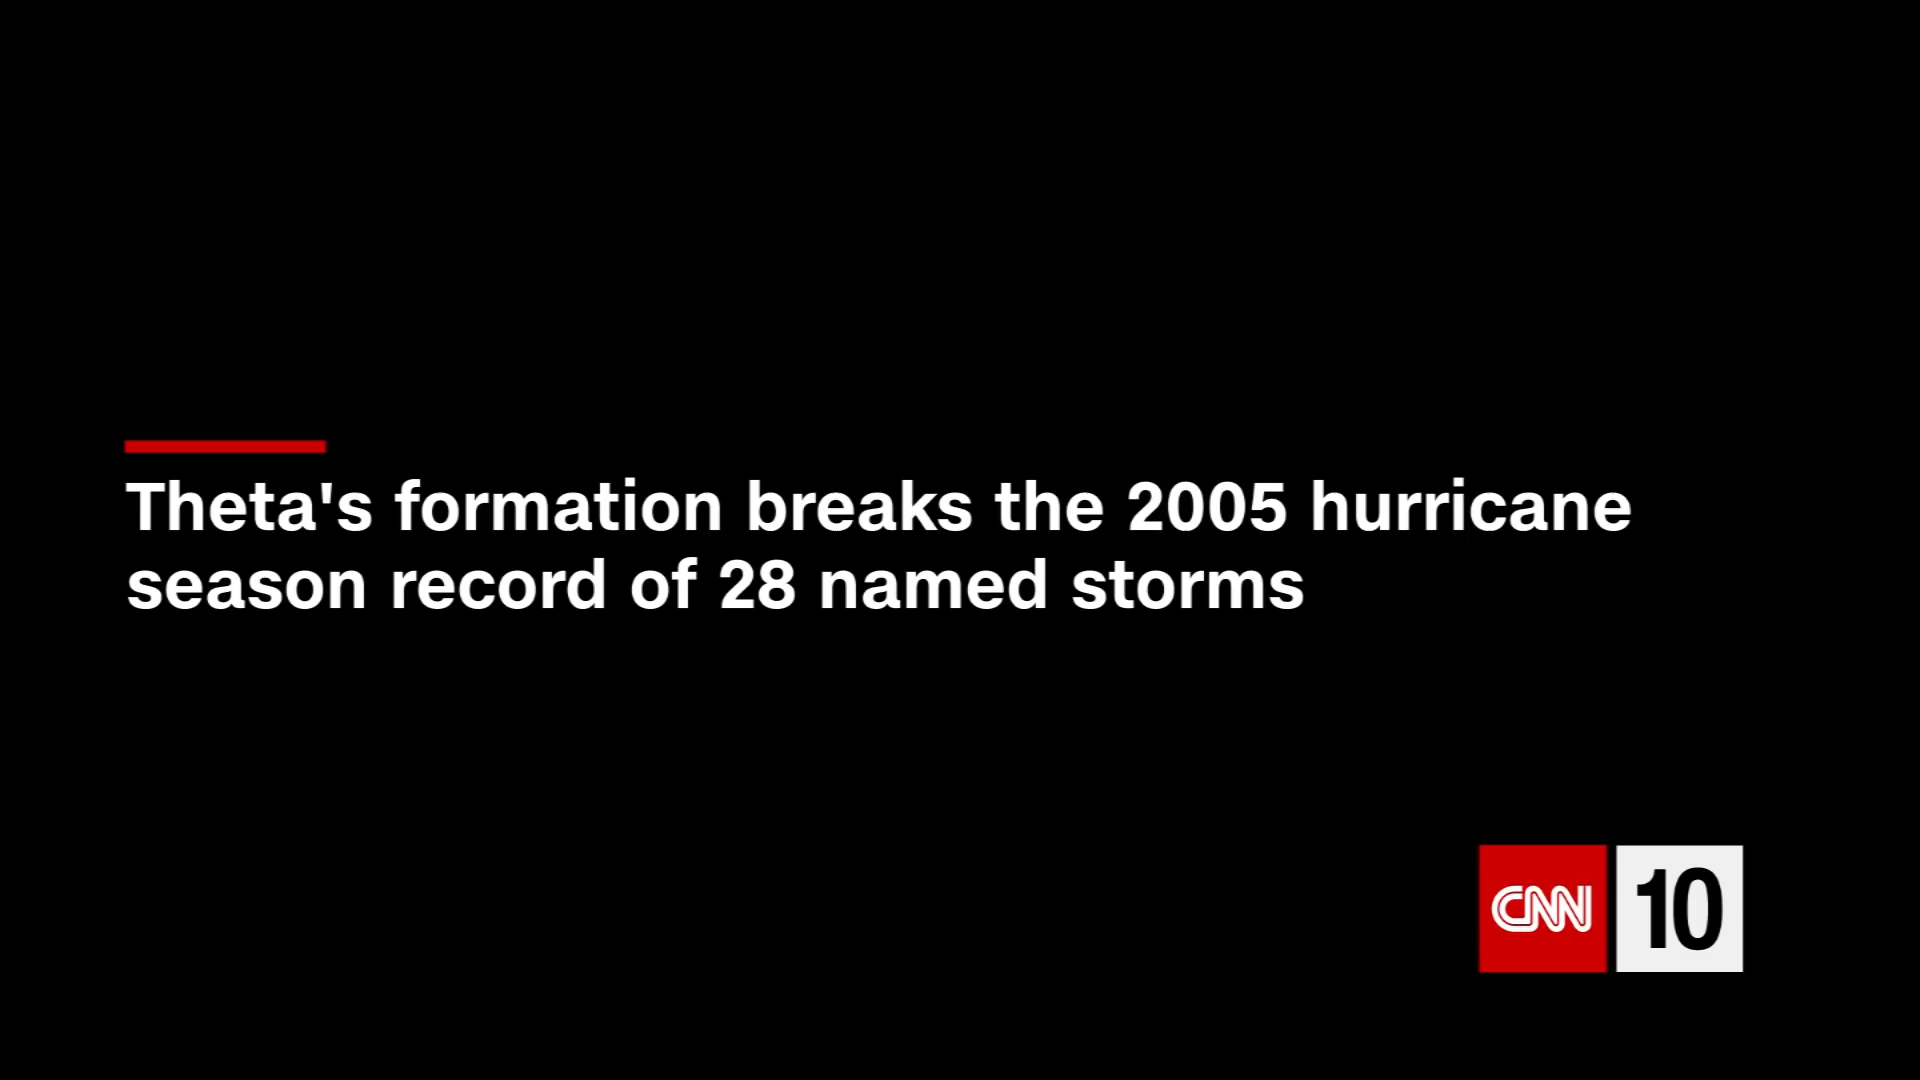 Theta's formation breaks the 2005 hurricane
season record of 28 named storms
CNN 10